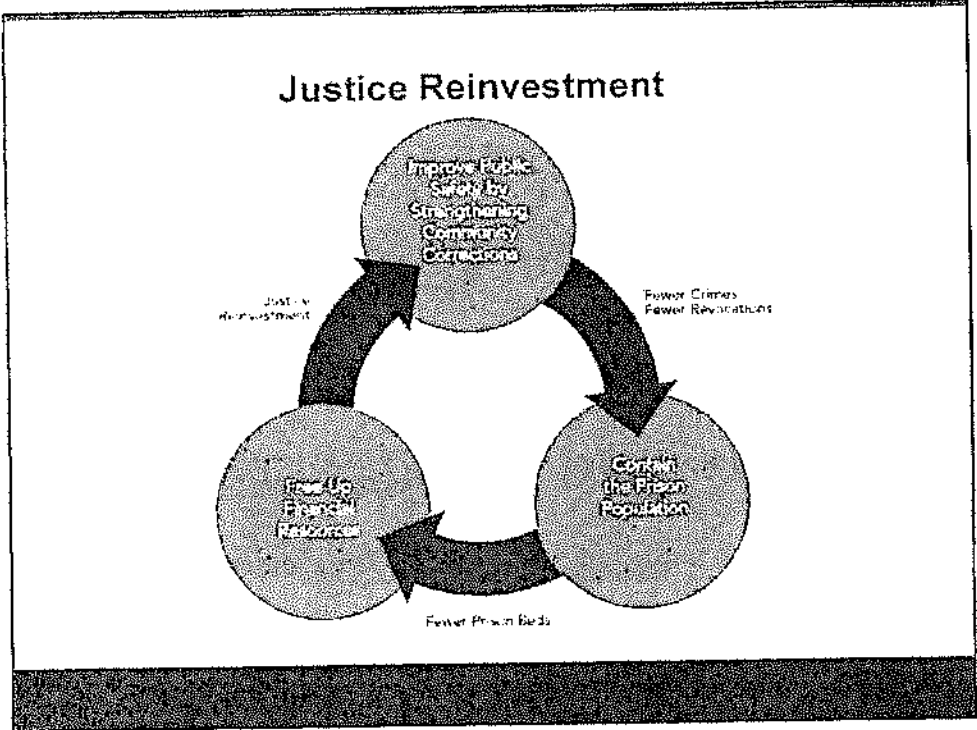 Justice Reinvestment
Improve Public
Safety by
Strengthening
Community
Corrections
Justice
Reinvestment
Fewer Crimes
Fewer Revocations
Free Up
Financial
Resources
Contain
the Prison
Population
Fewer Prison Beds